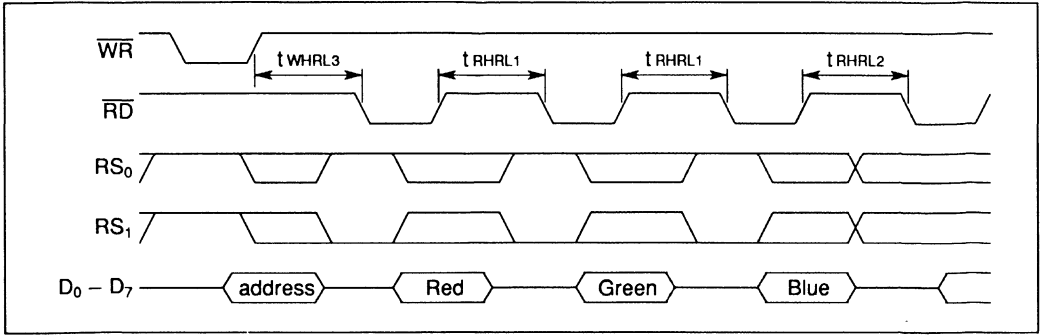 WR
t WHRL3
t RHRL1
t RHRL1
t RHRL2
RD
RS₀
RS₁
D₀ – D₇
address
Red
Green
Blue